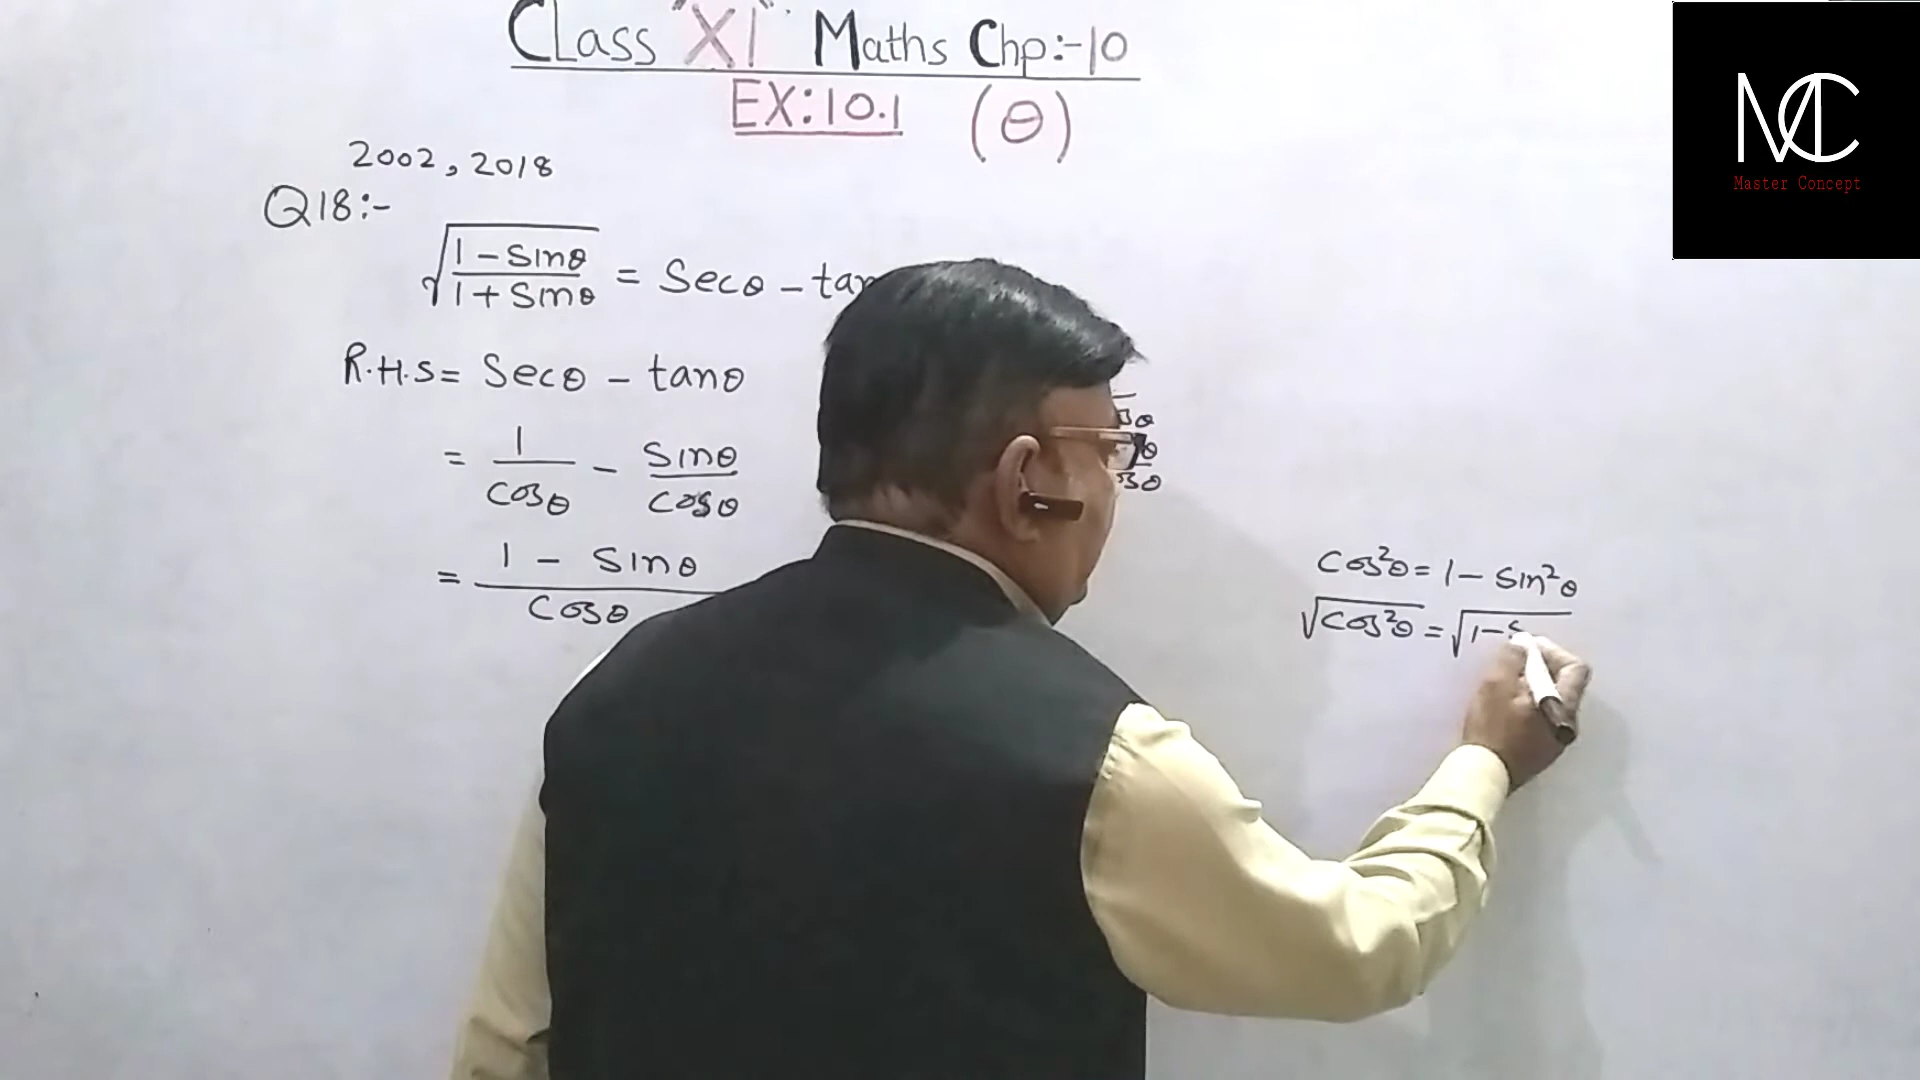 Class "XI" Maths Chp:-10
EX:10.1 (θ)
MC
Master Concept
2002, 2018
Q18:-
√(1 - Sinθ / 1 + Sinθ) = Secθ - tan
R.H.S = Secθ - tanθ
= 1/Cosθ - Sinθ/Cosθ
= 1 - Sinθ / Cosθ
Cos²θ = 1 - Sin²θ
√Cos²θ = √1-S